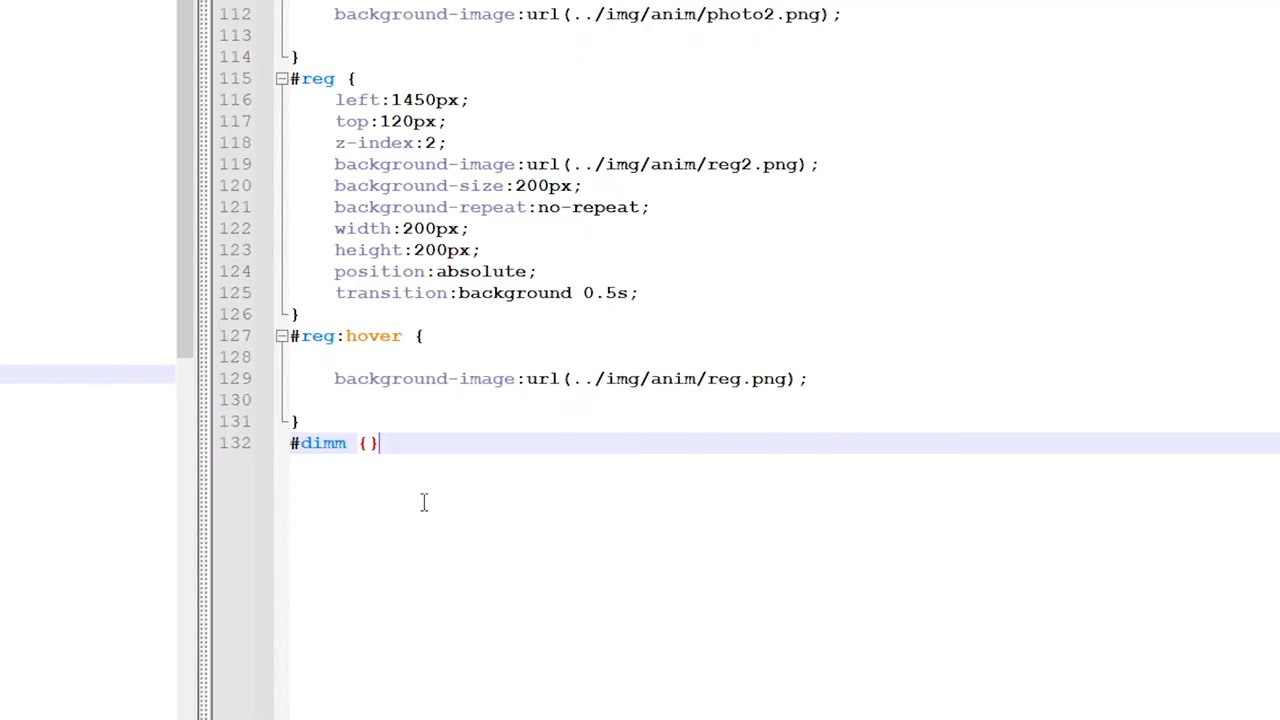 112 background-image:url(../img/anim/photo2.png);
113
114 }
115 #reg {
116 left:1450px;
117 top:120px;
118 z-index:2;
119 background-image:url(../img/anim/reg2.png);
120 background-size:200px;
121 background-repeat:no-repeat;
122 width:200px;
123 height:200px;
124 position:absolute;
125 transition:background 0.5s;
126 }
127 #reg:hover {
128
129 background-image:url(../img/anim/reg.png);
130
131 }
132 #dimm {}